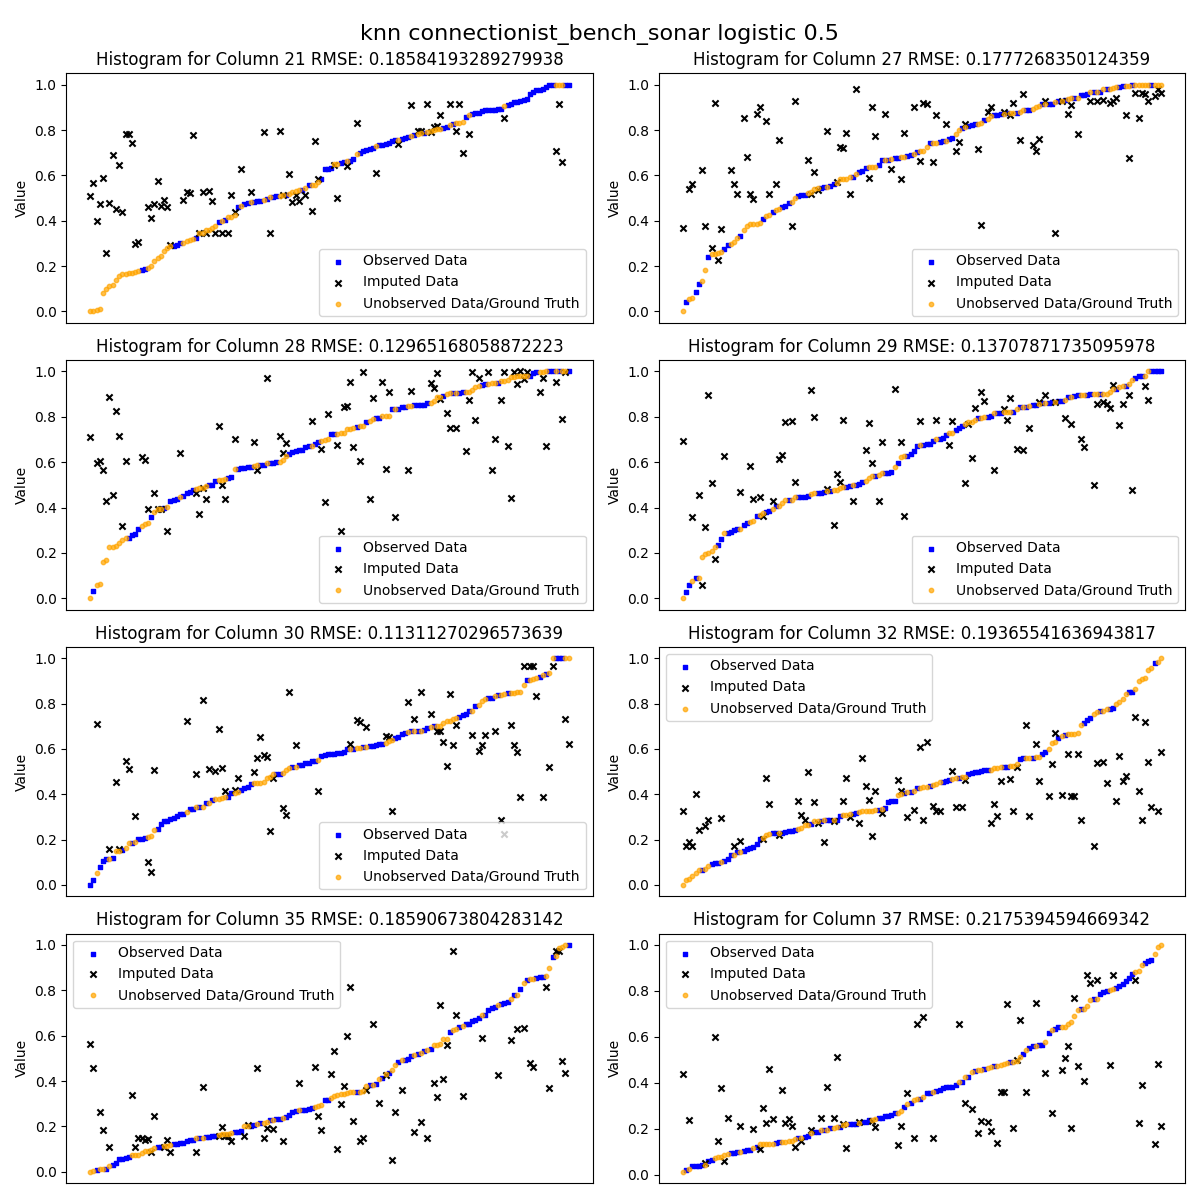 knn connectionist_bench_sonar logistic 0.5
Histogram for Column 21 RMSE: 0.18584193289279938
Value
1.0
0.8
0.6
0.4
0.2
0.0
Observed Data
Imputed Data
Unobserved Data/Ground Truth
Histogram for Column 27 RMSE: 0.1777268350124359
Value
1.0
0.8
0.6
0.4
0.2
0.0
Observed Data
Imputed Data
Unobserved Data/Ground Truth
Histogram for Column 28 RMSE: 0.12965168058872223
Value
1.0
0.8
0.6
0.4
0.2
0.0
Observed Data
Imputed Data
Unobserved Data/Ground Truth
Histogram for Column 29 RMSE: 0.13707871735095978
Value
1.0
0.8
0.6
0.4
0.2
0.0
Observed Data
Imputed Data
Unobserved Data/Ground Truth
Histogram for Column 30 RMSE: 0.11311270296573639
Value
1.0
0.8
0.6
0.4
0.2
0.0
Observed Data
Imputed Data
Unobserved Data/Ground Truth
Histogram for Column 32 RMSE: 0.19365541636943817
Value
1.0
0.8
0.6
0.4
0.2
0.0
Observed Data
Imputed Data
Unobserved Data/Ground Truth
Histogram for Column 35 RMSE: 0.18590673804283142
Value
1.0
0.8
0.6
0.4
0.2
0.0
Observed Data
Imputed Data
Unobserved Data/Ground Truth
Histogram for Column 37 RMSE: 0.2175394594669342
Value
1.0
0.8
0.6
0.4
0.2
0.0
Observed Data
Imputed Data
Unobserved Data/Ground Truth